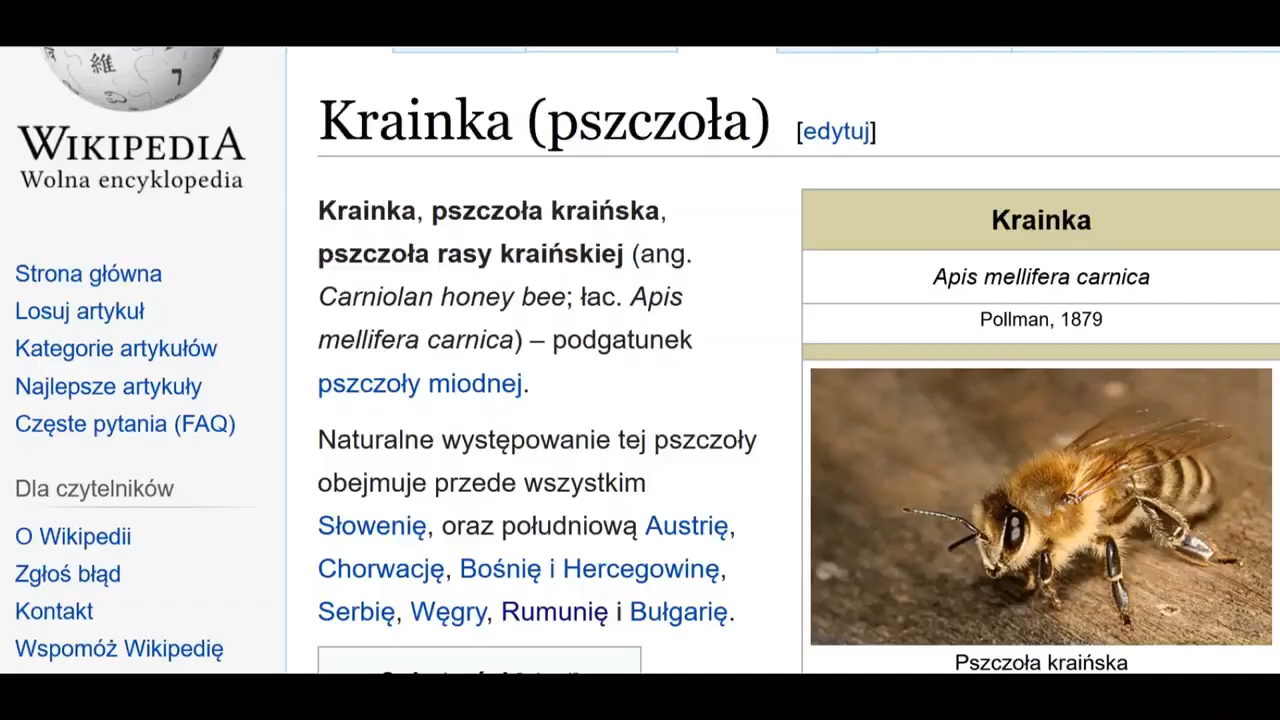 WIKIPEDIA
Wolna encyklopedia
Strona główna
Losuj artykuł
Kategorie artykułów
Najlepsze artykuły
Częste pytania (FAQ)
Dla czytelników
O Wikipedii
Zgłoś błąd
Kontakt
Wspomóż Wikipedię
Krainka (pszczoła) [edytuj]
Krainka, pszczoła kraińska,
pszczoła rasy kraińskiej (ang.
Carniolan honey bee; łac. Apis
mellifera carnica) – podgatunek
pszczoły miodnej.
Naturalne występowanie tej pszczoły
obejmuje przede wszystkim
Słowenię, oraz południową Austrię,
Chorwację, Bośnię i Hercegowinę,
Serbię, Węgry, Rumunię i Bułgarię.
Krainka
Apis mellifera carnica
Pollman, 1879
Pszczoła kraińska